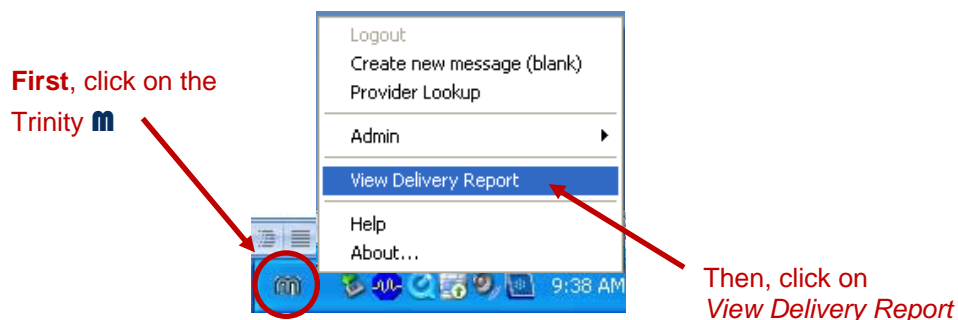 First, click on the
Trinity m
Logout
Create new message (blank)
Provider Lookup
Admin
View Delivery Report
Help
About...
m
9:38 AM
Then, click on
View Delivery Report